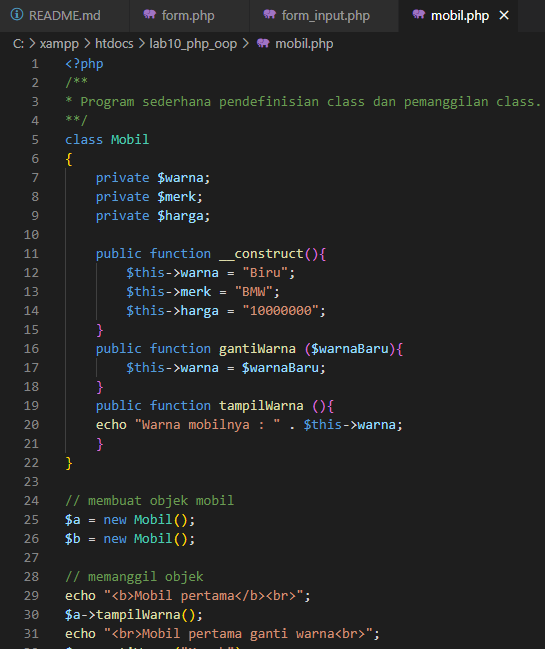 README.md form.php form_input.php mobil.php
C: > xampp > htdocs > lab10_php_oop > mobil.php
1 <?php
2 /**
3 * Program sederhana pendefinisian class dan pemanggilan class.
4 **/
5 class Mobil
6 {
7 private $warna;
8 private $merk;
9 private $harga;
10
11 public function __construct(){
12 $this->warna = "Biru";
13 $this->merk = "BMW";
14 $this->harga = "10000000";
15 }
16 public function gantiWarna ($warnaBaru){
17 $this->warna = $warnaBaru;
18 }
19 public function tampilWarna (){
20 echo "Warna mobilnya : " . $this->warna;
21 }
22 }
23
24 // membuat objek mobil
25 $a = new Mobil();
26 $b = new Mobil();
27
28 // memanggil objek
29 echo "<b>Mobil pertama</b><br>";
30 $a->tampilWarna();
31 echo "<br>Mobil pertama ganti warna<br>";